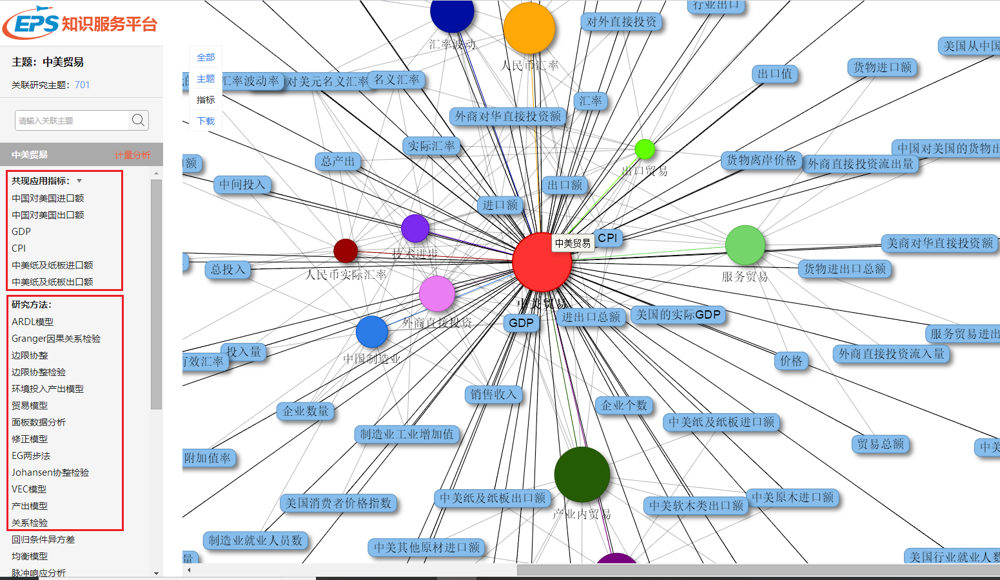 EPS 知识服务平台
主题：中美贸易
关联研究主题：701
请输入关联主题
中美贸易 计量分析
共现应用指标：
中国对美国进口额
中国对美国出口额
GDP
CPI
中美纸及纸板进口额
中美纸及纸板出口额
研究方法：
ARDL模型
Granger因果关系检验
边限协整
边限协整检验
环境投入产出模型
贸易模型
面板数据分析
修正模型
EG两步法
Johansen协整检验
VEC模型
产出模型
关系检验
回归条件异方差
均衡模型
脉冲响应分析
全部
主题
指标
下载
行业出口
对外直接投资
汇率波动
美国从中国
人民币汇率
货物进口额
出口值
汇率波动率
对美元名义汇率
名义汇率
汇率
外商对华直接投资额
实际汇率
中国对美国的货物出
总产出
额
货物离岸价格
外商直接投资流出量
出口贸易
中间投入
出口额
进口额
中美贸易
CPI
美商对华直接投资额
技术进步
总投入
人民币实际汇率
货物进出口总额
服务贸易
中美贸易
外商直接投资
GDP
进出口总额
美国的实际GDP
服务贸易进出
投入量
有效汇率
中国制造业
外商直接投资流入量
价格
销售收入
企业个数
企业数量
中美纸及纸板进口额
制造业工业增加值
贸易总额
中美
附加值率
美国消费者价格指数
中美纸及纸板出口额
中美软木类出口额
中美原木进口额
产业内贸易
制造业就业人员数
中美其他原材进口额
量
美国行业就业人数